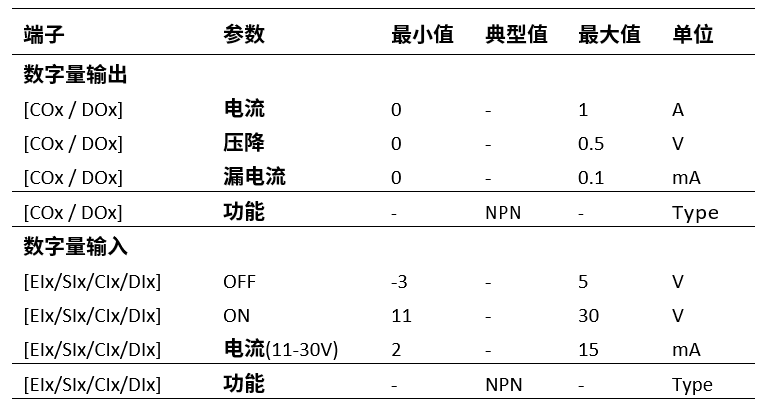 端子 参数 最小值 典型值 最大值 单位
数字量输出
[COx / DOx] 电流 0 - 1 A
[COx / DOx] 压降 0 - 0.5 V
[COx / DOx] 漏电流 0 - 0.1 mA
[COx / DOx] 功能 - NPN - Type
数字量输入
[EIx/SIx/CIx/DIx] OFF -3 - 5 V
[EIx/SIx/CIx/DIx] ON 11 - 30 V
[EIx/SIx/CIx/DIx] 电流(11-30V) 2 - 15 mA
[EIx/SIx/CIx/DIx] 功能 - NPN - Type